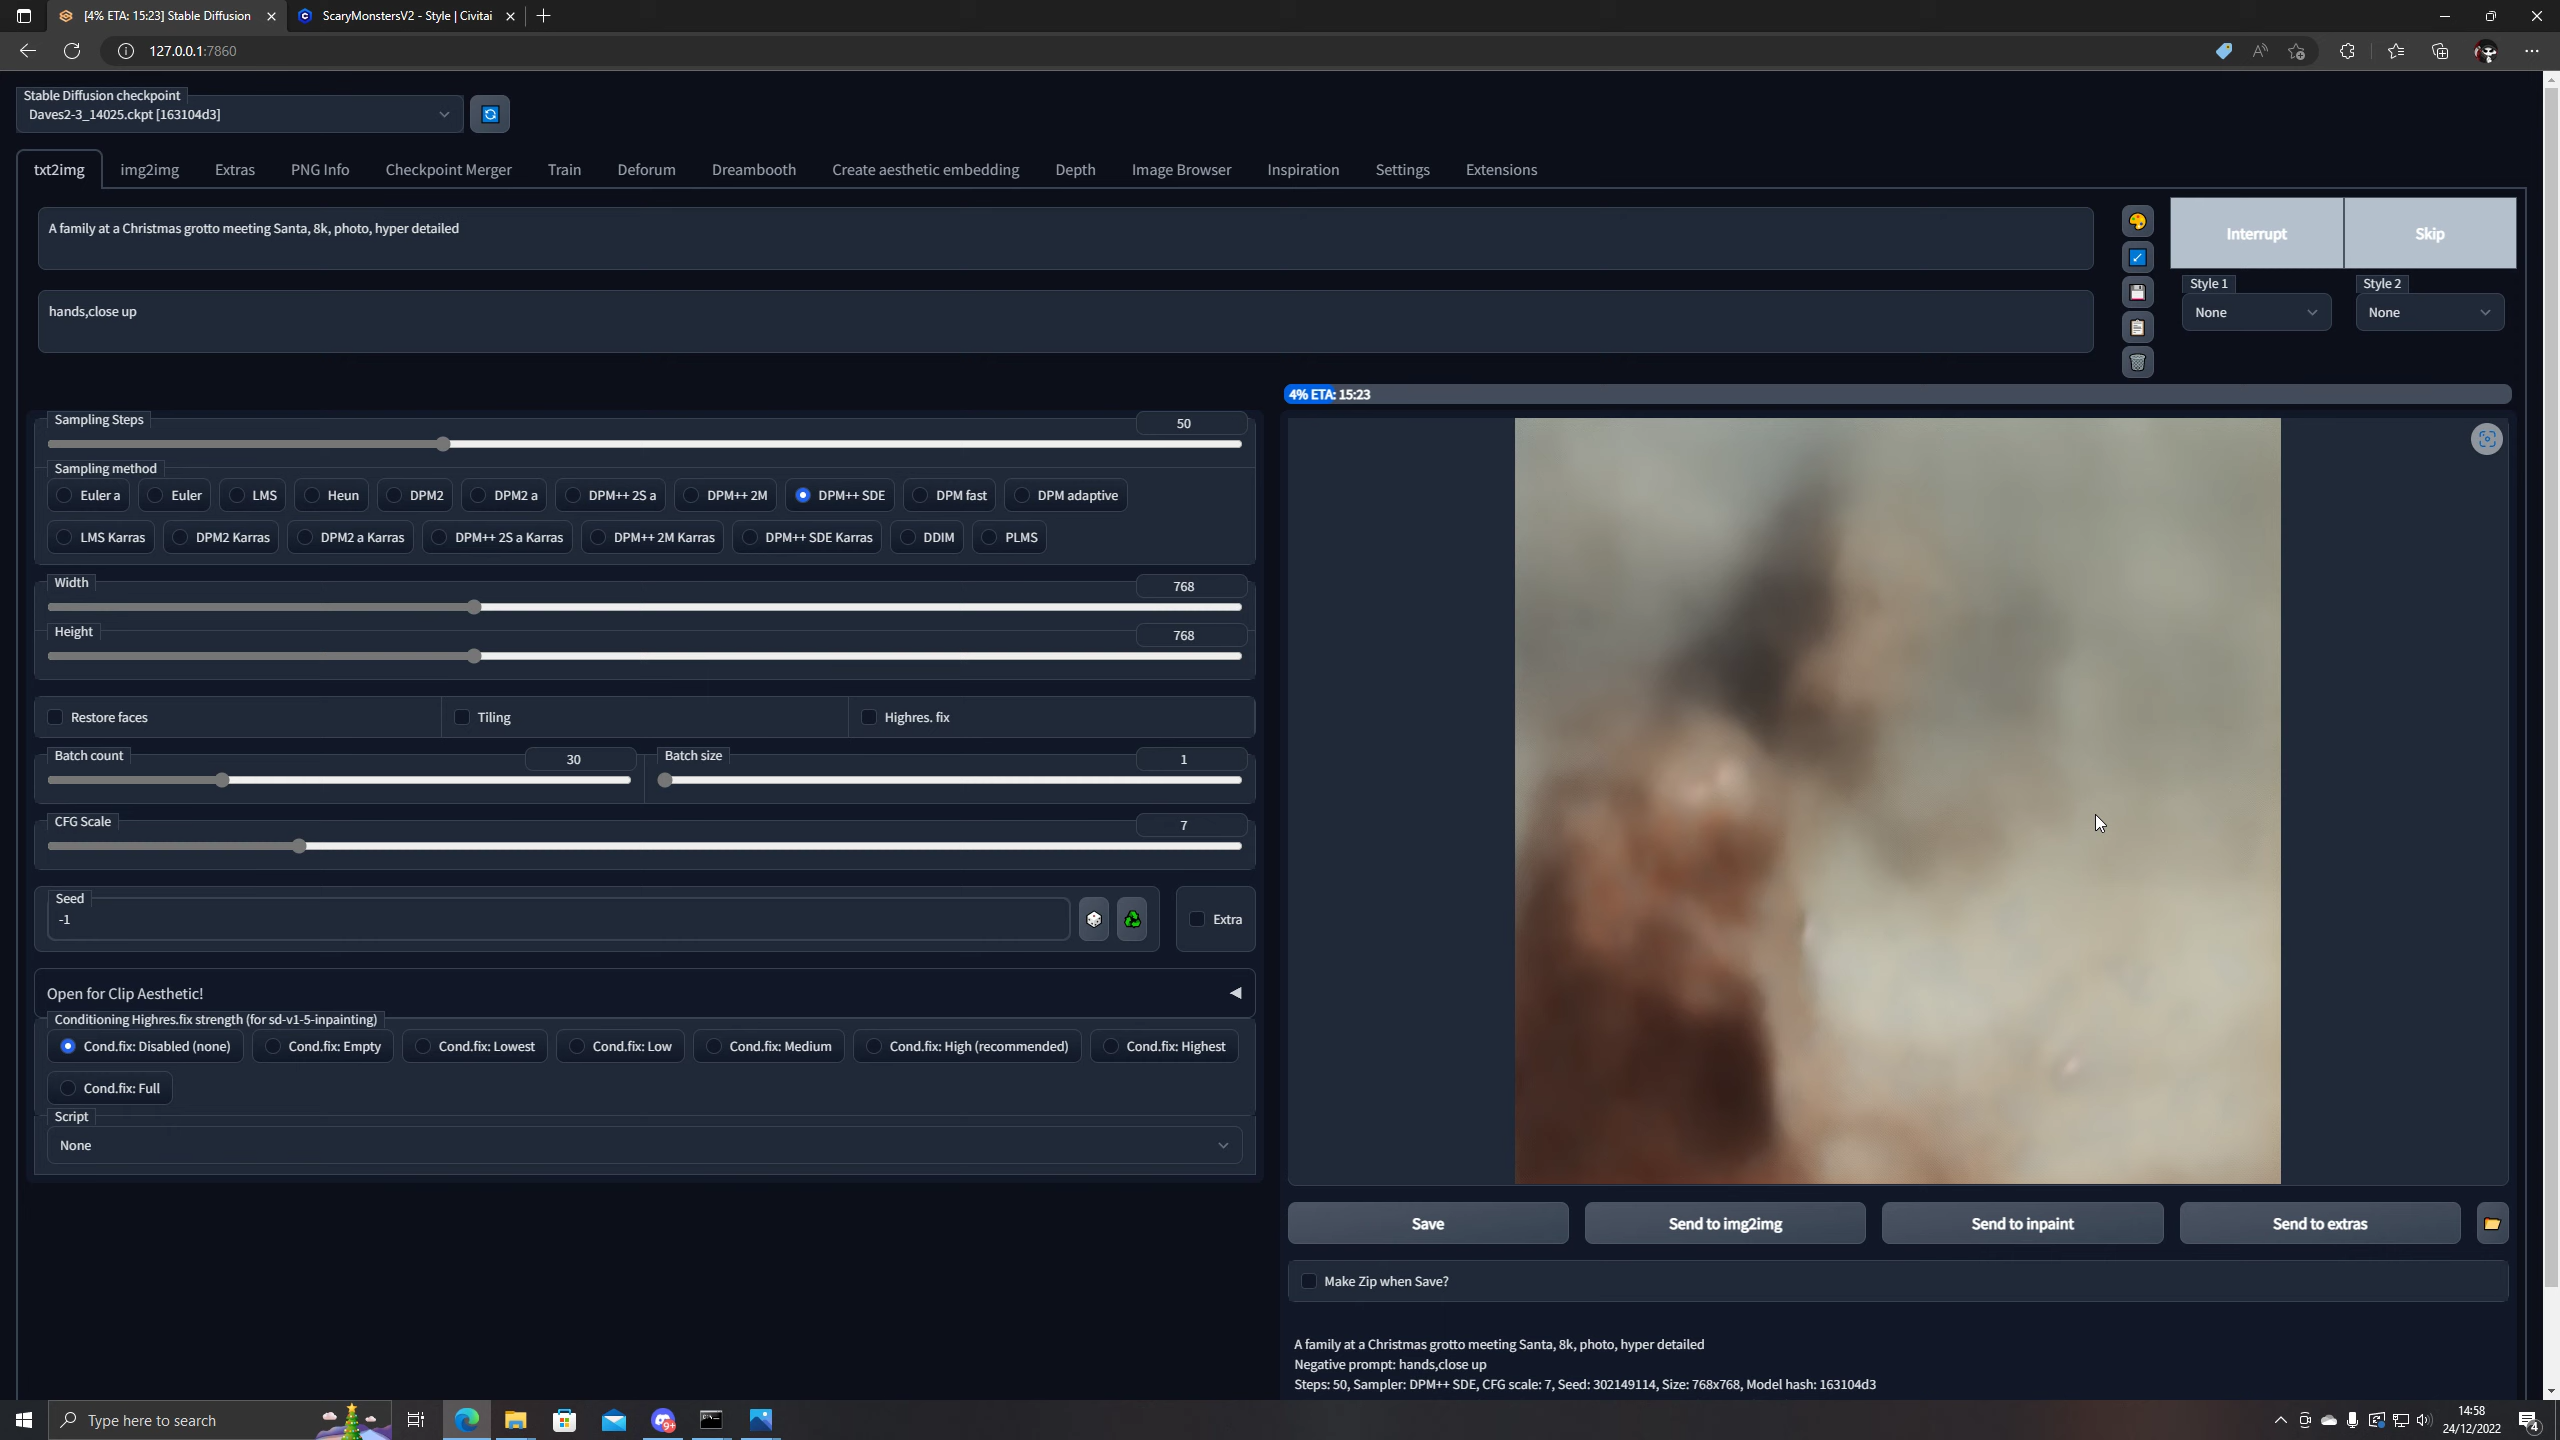 [4% ETA: 15:23] Stable Diffusion
ScaryMonstersV2 - Style | Civitai
127.0.0.1:7860
Stable Diffusion checkpoint
Daves2-3_14025.ckpt [163104d3]
txt2img img2img Extras PNG Info Checkpoint Merger Train Deforum Dreambooth Create aesthetic embedding Depth Image Browser Inspiration Settings Extensions
A family at a Christmas grotto meeting Santa, 8k, photo, hyper detailed
Interrupt Skip
Style 1 Style 2
None None
hands,close up
4% ETA: 15:23
Sampling Steps 50
Sampling method
Euler a Euler LMS Heun DPM2 DPM2 a DPM++ 2S a DPM++ 2M DPM++ SDE DPM fast DPM adaptive
LMS Karras DPM2 Karras DPM2 a Karras DPM++ 2S a Karras DPM++ 2M Karras DPM++ SDE Karras DDIM PLMS
Width 768
Height 768
Restore faces Tiling Highres. fix
Batch count 30 Batch size 1
CFG Scale 7
Seed
-1
Extra
Open for Clip Aesthetic!
Conditioning Highres.fix strength (for sd-v1-5-inpainting)
Cond.fix: Disabled (none) Cond.fix: Empty Cond.fix: Lowest Cond.fix: Low Cond.fix: Medium Cond.fix: High (recommended) Cond.fix: Highest
Cond.fix: Full
Script
None
Save Send to img2img Send to inpaint Send to extras
Make Zip when Save?
A family at a Christmas grotto meeting Santa, 8k, photo, hyper detailed
Negative prompt: hands,close up
Steps: 50, Sampler: DPM++ SDE, CFG scale: 7, Seed: 302149114, Size: 768x768, Model hash: 163104d3
Type here to search
9+
14:58
24/12/2022
4